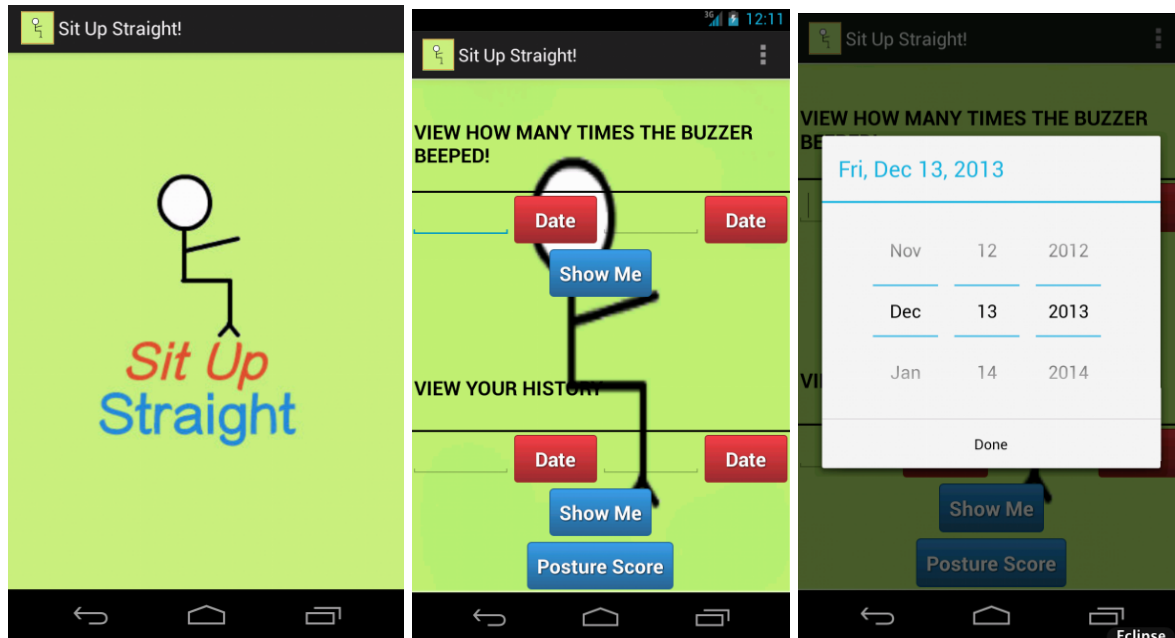 Sit Up Straight!
Sit Up
Straight
3G 12:11
Sit Up Straight!
VIEW HOW MANY TIMES THE BUZZER
BEEPED!
Date Date
Show Me
VIEW YOUR HISTORY
Date Date
Show Me
Posture Score
Sit Up Straight!
VIEW HOW MANY TIMES THE BUZZER
BE
Fri, Dec 13, 2013
Nov 12 2012
Dec 13 2013
Jan 14 2014
VI
Done
Show Me
Posture Score
Eclipse